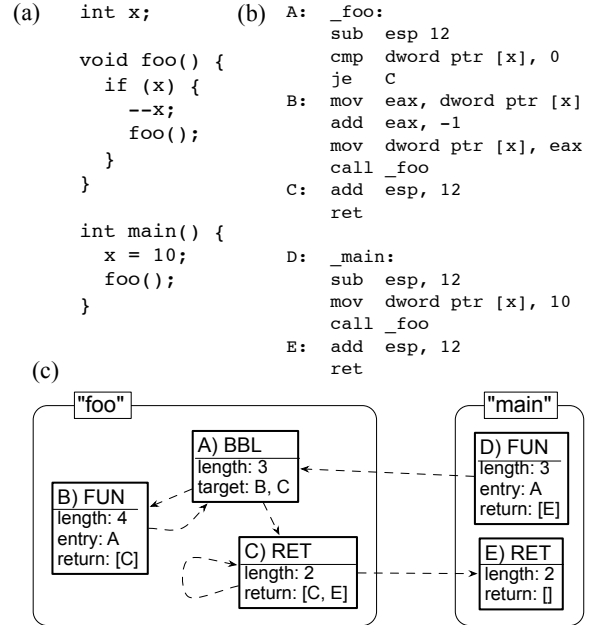 (a)
int x;
void foo() {
if (x) {
--x;
foo();
}
}
int main() {
x = 10;
foo();
}
(b)
A: _foo:
sub esp 12
cmp dword ptr [x], 0
je C
B: mov eax, dword ptr [x]
add eax, -1
mov dword ptr [x], eax
call _foo
C: add esp, 12
ret
D: _main:
sub esp, 12
mov dword ptr [x], 10
call _foo
E: add esp, 12
ret
(c)
"foo"
A) BBL
length: 3
target: B, C
B) FUN
length: 4
entry: A
return: [C]
C) RET
length: 2
return: [C, E]
"main"
D) FUN
length: 3
entry: A
return: [E]
E) RET
length: 2
return: []